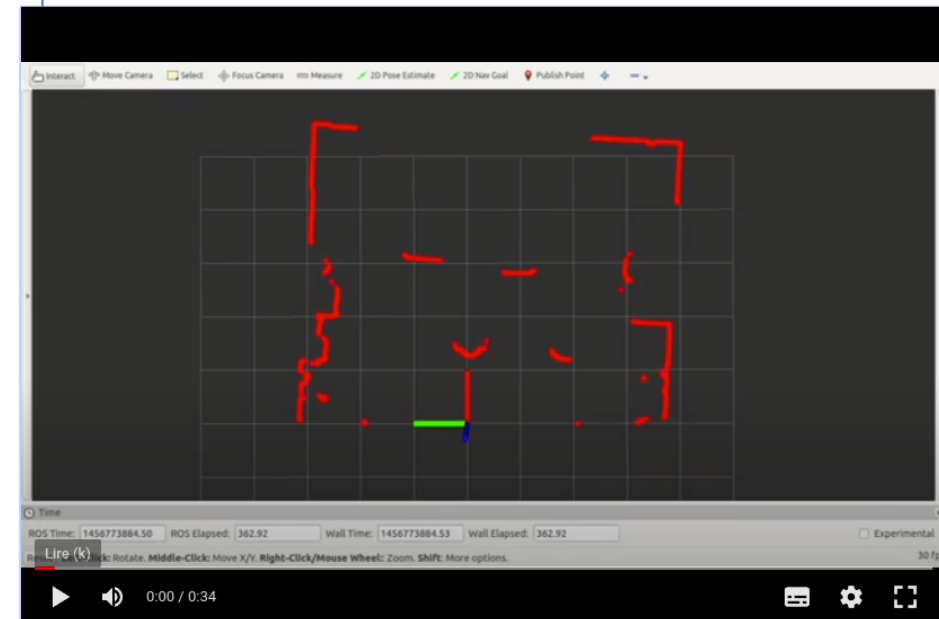 Interact Move Camera Select Focus Camera Measure 2D Pose Estimate 2D Nav Goal Publish Point
Time
ROS Time: 1456773884.50 ROS Elapsed: 362.92 Wall Time: 1456773884.53 Wall Elapsed: 362.92 Experimental
Lire (k) Rotate. Middle-Click: Move X/Y. Right-Click/Mouse Wheel: Zoom. Shift: More options. 30 fp
0:00 / 0:34